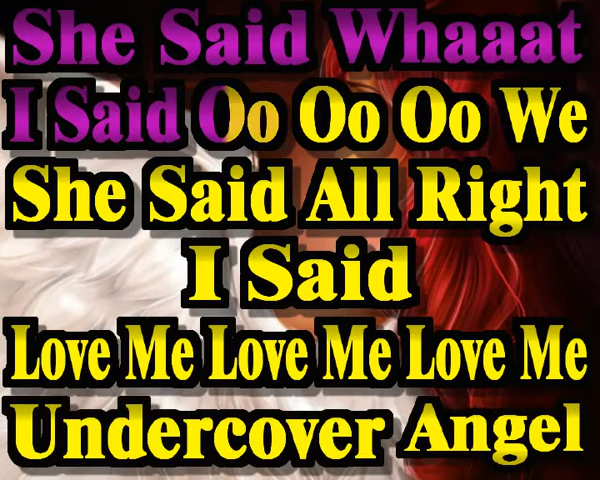 She Said Whaaat
I Said Oo Oo Oo We
She Said All Right
I Said
Love Me Love Me Love Me
Undercover Angel